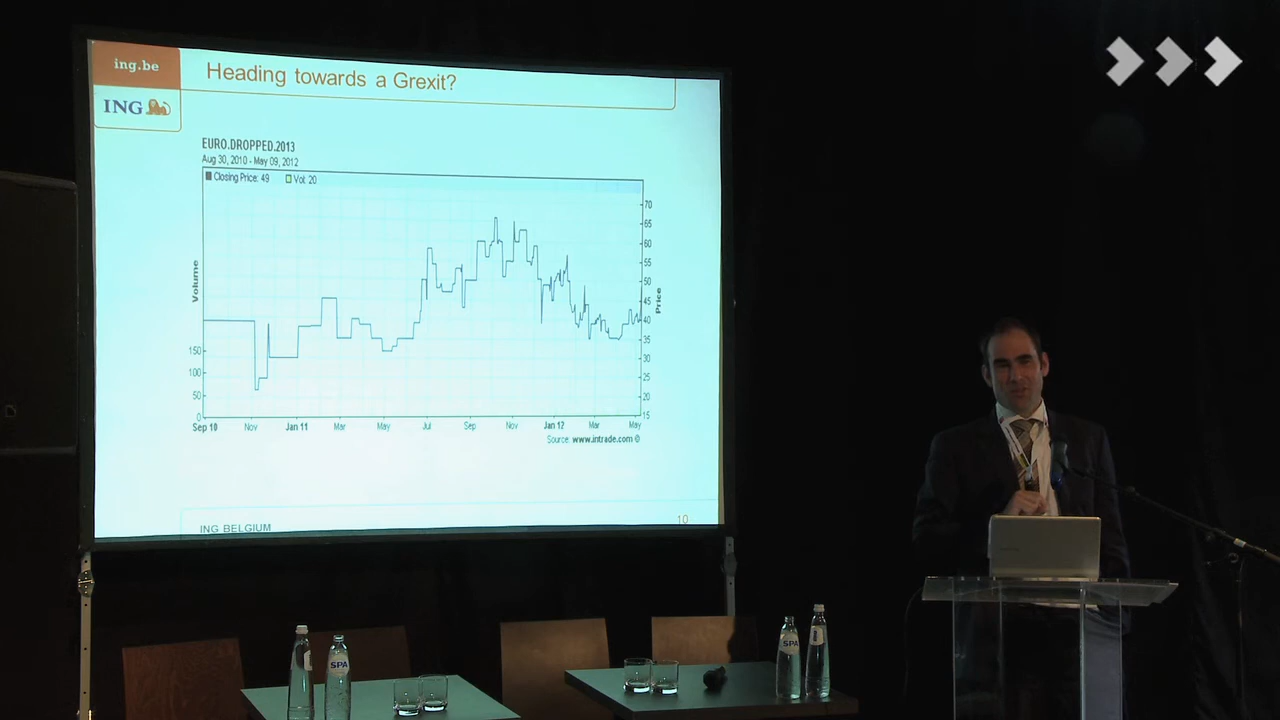 ing.be
ING
Heading towards a Grexit?
EURO.DROPPED.2013
Aug 30, 2010 - May 09, 2012
Closing Price: 49 Vol: 20
Volume
150
100
50
0
70
65
60
55
50
45
40
35
30
25
20
15
Price
Sep 10 Nov Jan 11 Mar May Jul Sep Nov Jan 12 Mar May
Source: www.intrade.com ©
ING BELGIUM
10
SPA
SPA